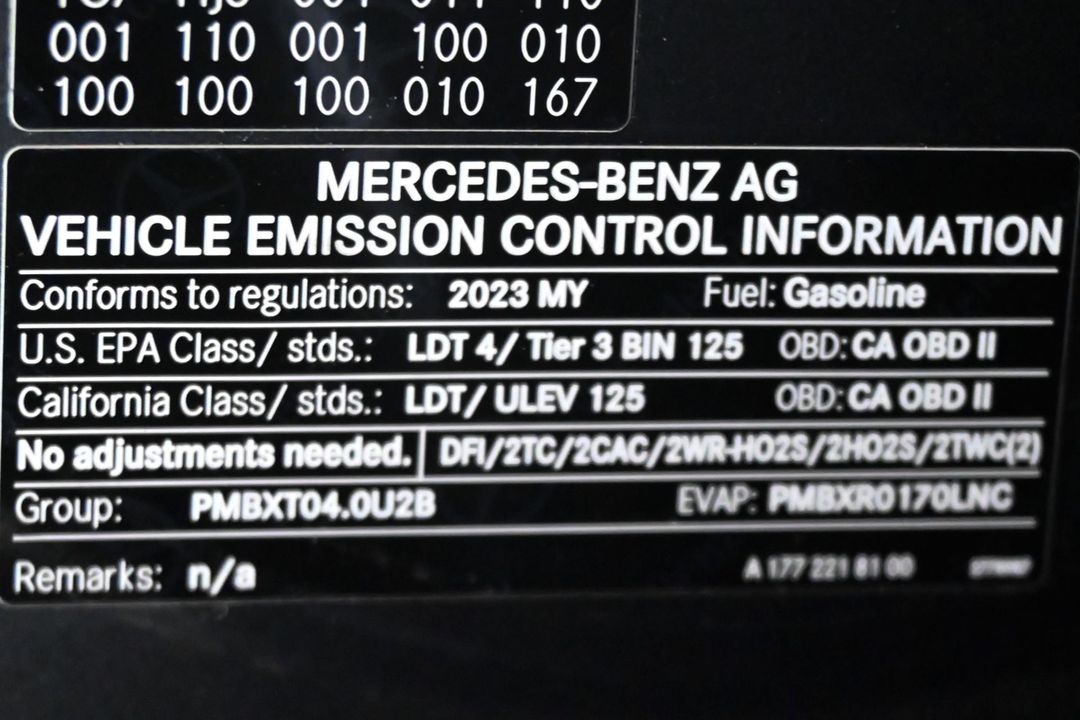 001 110 001 100 010
100 100 100 010 167
MERCEDES-BENZ AG
VEHICLE EMISSION CONTROL INFORMATION
Conforms to regulations: 2023 MY Fuel: Gasoline
U.S. EPA Class/ stds.: LDT 4/ Tier 3 BIN 125 OBD: CA OBD II
California Class/ stds.: LDT/ ULEV 125 OBD: CA OBD II
No adjustments needed. DFI/2TC/2CAC/2WR-HO2S/2HO2S/2TWC(2)
Group: PMBXT04.0U2B EVAP: PMBXR0170LNC
Remarks: n/a A 177 221 81 00